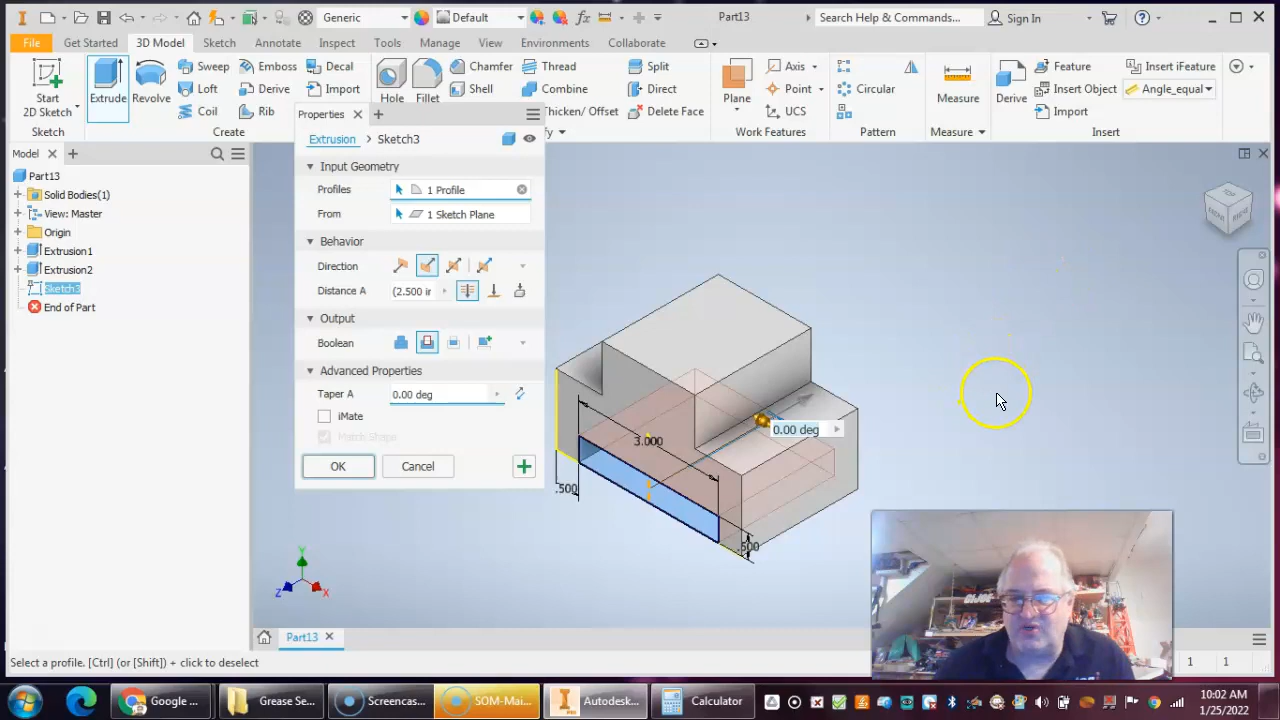 Generic
Default
Part13
Search Help & Commands...
Sign In
File
Get Started
3D Model
Sketch
Annotate
Inspect
Tools
Manage
View
Environments
Collaborate
Start
2D Sketch
Sketch
Extrude
Revolve
Sweep
Loft
Coil
Emboss
Derive
Rib
Decal
Import
Create
Hole
Fillet
Chamfer
Shell
Thread
Combine
Thicken/ Offset
Split
Direct
Delete Face
Plane
Axis
Point
UCS
Work Features
Circular
Pattern
Measure
Measure
Derive
Feature
Insert Object
Import
Insert iFeature
Angle_equal
Insert
Model
Part13
Solid Bodies(1)
View: Master
Origin
Extrusion1
Extrusion2
Sketch3
End of Part
Properties
Extrusion > Sketch3
Input Geometry
Profiles 1 Profile
From 1 Sketch Plane
Behavior
Direction
Distance A (2.500 in
Output
Boolean
Advanced Properties
Taper A 0.00 deg
iMate
Match Shape
OK Cancel
FRONT
RIGHT
3.000
0.00 deg
.500
.500
Y
Z
X
Part13
Select a profile. [Ctrl] (or [Shift]) + click to deselect
1 1
Google ...
Grease Se...
Screencas...
SOM-Mai...
Autodesk...
Calculator
10:02 AM
1/25/2022